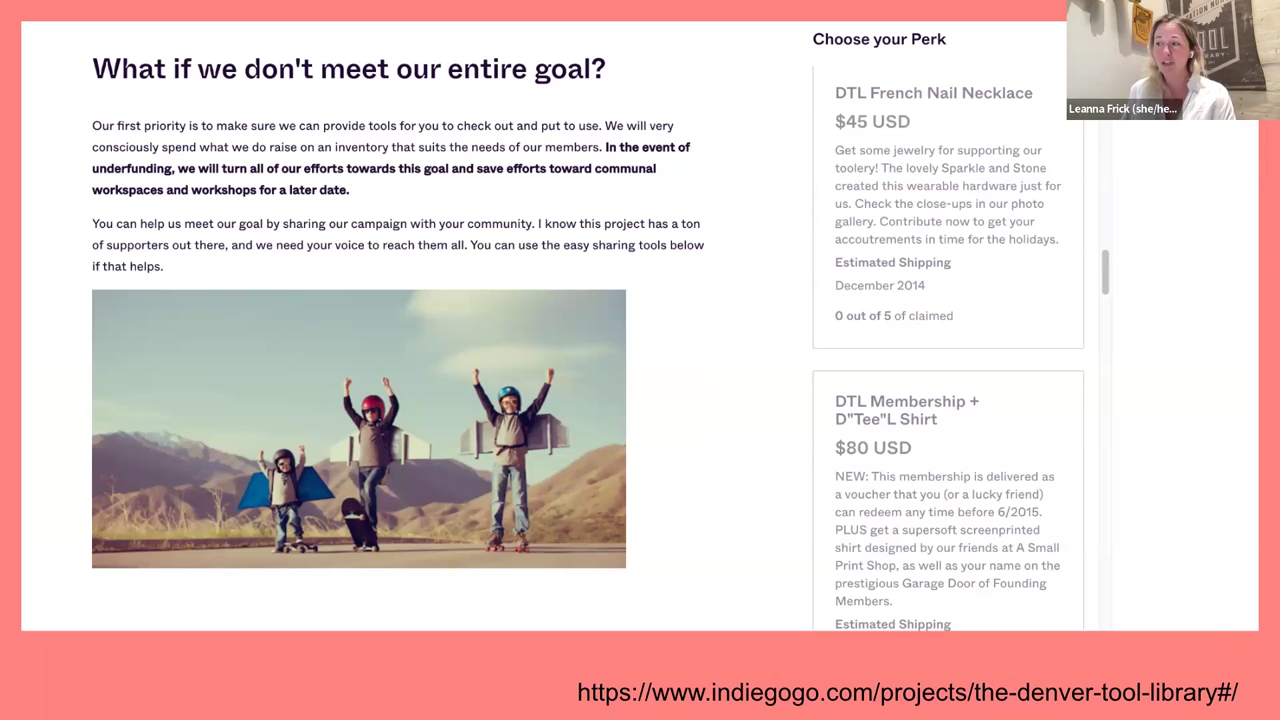 What if we don't meet our entire goal?
Our first priority is to make sure we can provide tools for you to check out and put to use. We will very
consciously spend what we do raise on an inventory that suits the needs of our members. In the event of
underfunding, we will turn all of our efforts towards this goal and save efforts toward communal
workspaces and workshops for a later date.
You can help us meet our goal by sharing our campaign with your community. I know this project has a ton
of supporters out there, and we need your voice to reach them all. You can use the easy sharing tools below
if that helps.
Choose your Perk
DTL French Nail Necklace
$45 USD
Get some jewelry for supporting our
toolery! The lovely Sparkle and Stone
created this wearable hardware just for
us. Check the close-ups in our photo
gallery. Contribute now to get your
accoutrements in time for the holidays.
Estimated Shipping
December 2014
0 out of 5 of claimed
DTL Membership +
D"Tee"L Shirt
$80 USD
NEW: This membership is delivered as
a voucher that you (or a lucky friend)
can redeem any time before 6/2015.
PLUS get a supersoft screenprinted
shirt designed by our friends at A Small
Print Shop, as well as your name on the
prestigious Garage Door of Founding
Members.
Estimated Shipping
Leanna Frick (she/he...
https://www.indiegogo.com/projects/the-denver-tool-library#/